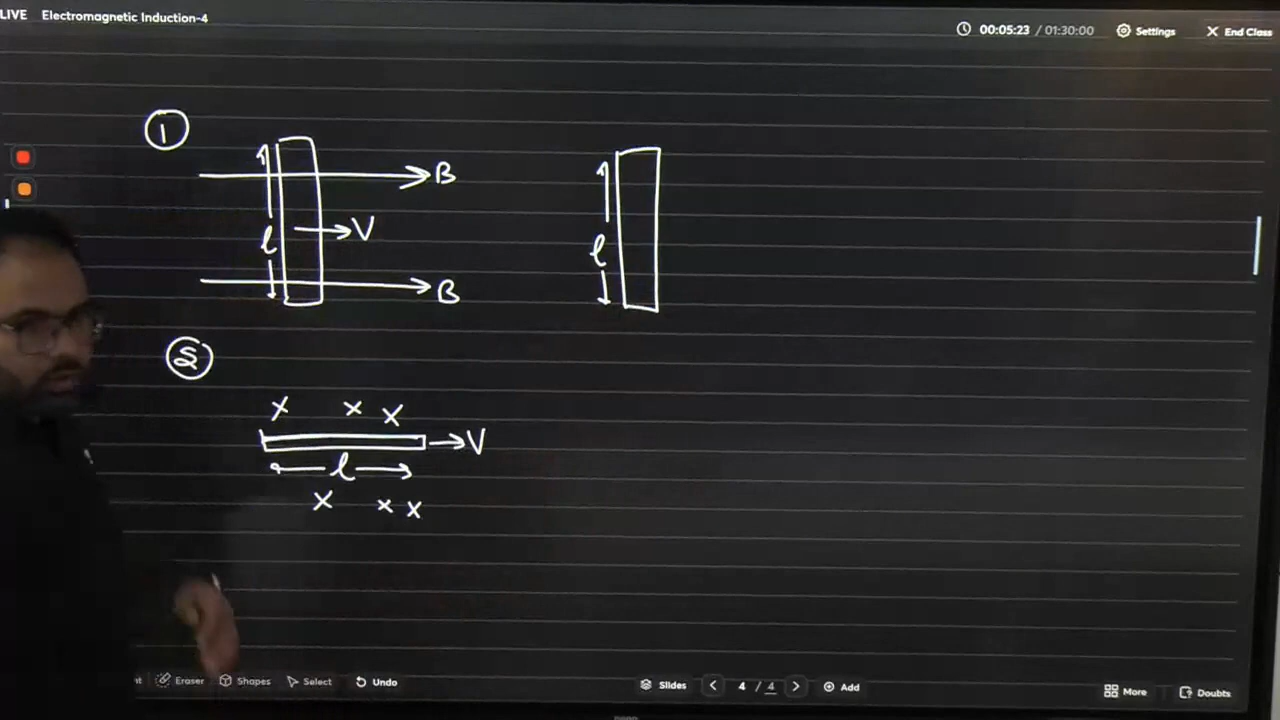 LIVE Electromagnetic Induction-4
00:05:23 / 01:30:00 Settings End Class
1
B
l V
B
l
2
x x x
V
l
x x x
Eraser Shapes Select Undo
Slides 4 / 4 Add
More Doubts